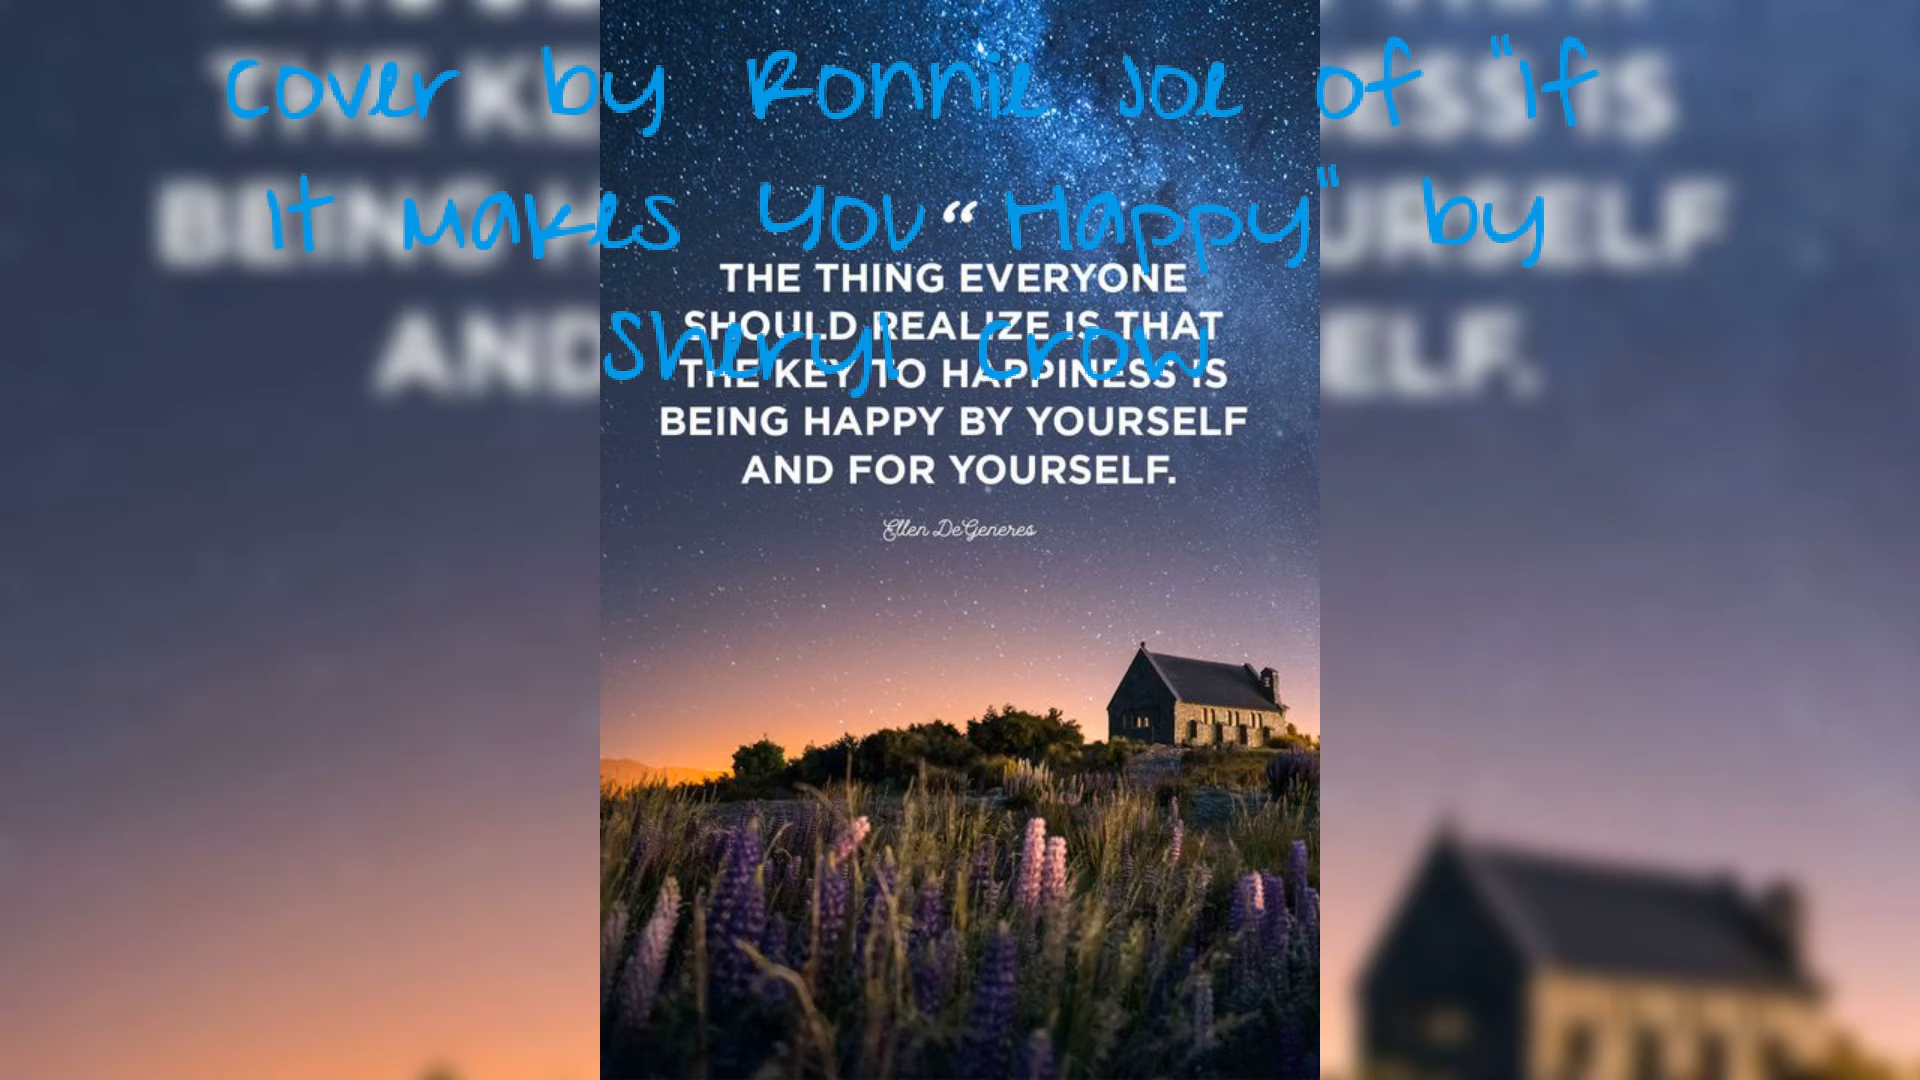 Cover by Ronnie Joe of "If
It Makes You Happy" by
Sheryl Crow
“
THE THING EVERYONE
SHOULD REALIZE IS THAT
THE KEY TO HAPPINESS IS
BEING HAPPY BY YOURSELF
AND FOR YOURSELF.
Ellen DeGeneres